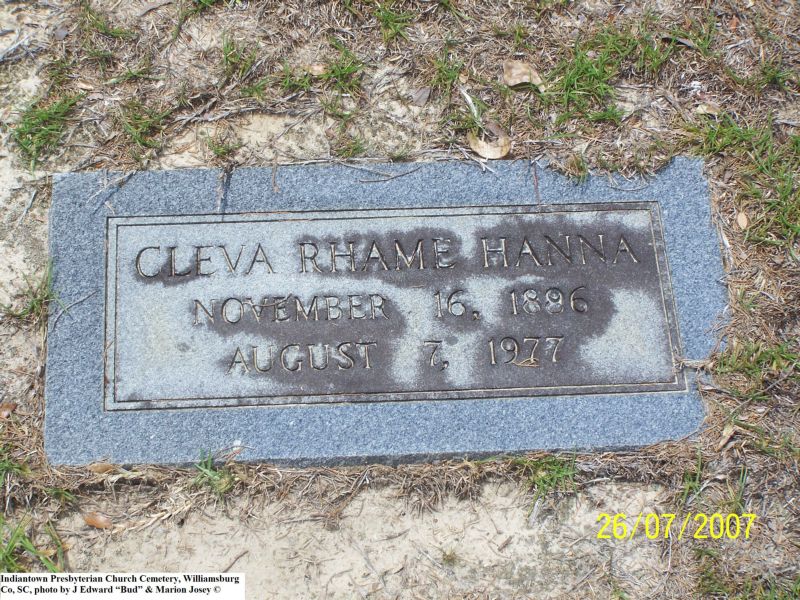 CLEVA RHAME HANNA
NOVEMBER 16, 1896
AUGUST 7, 1977
26/07/2007
Indiantown Presbyterian Church Cemetery, Williamsburg
Co, SC, photo by J Edward “Bud” & Marion Josey ©